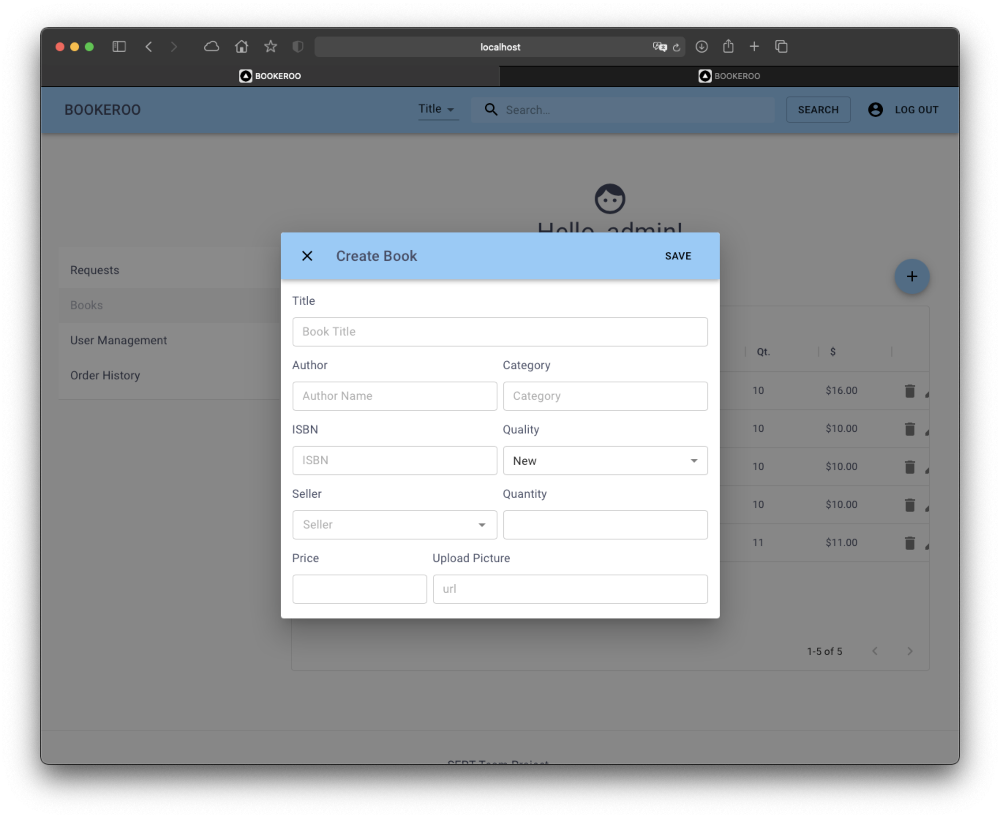 localhost
BOOKEROO BOOKEROO
BOOKEROO Title Search... SEARCH LOG OUT
Hello, admin!
Create Book SAVE
Requests
Books
User Management
Order History
Title
Book Title
Author Category
Author Name Category
ISBN Quality
ISBN New
Seller Quantity
Seller
Price Upload Picture
url
Qt. $
10 $16.00
10 $10.00
10 $10.00
10 $10.00
11 $11.00
1-5 of 5
SEPT Team Project